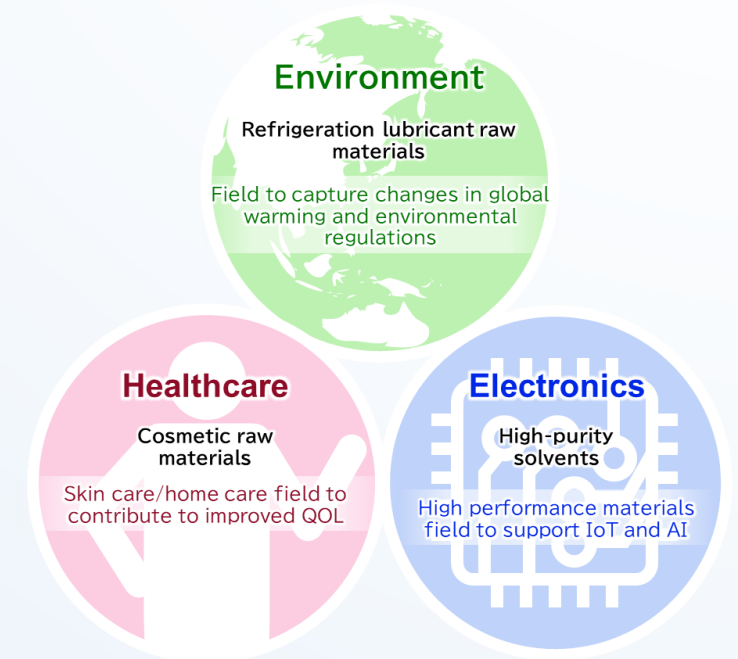 Environment
Refrigeration lubricant raw
materials
Field to capture changes in global
warming and environmental
regulations
Healthcare
Cosmetic raw
materials
Skin care/home care field to
contribute to improved QOL
Electronics
High-purity
solvents
High performance materials
field to support IoT and AI